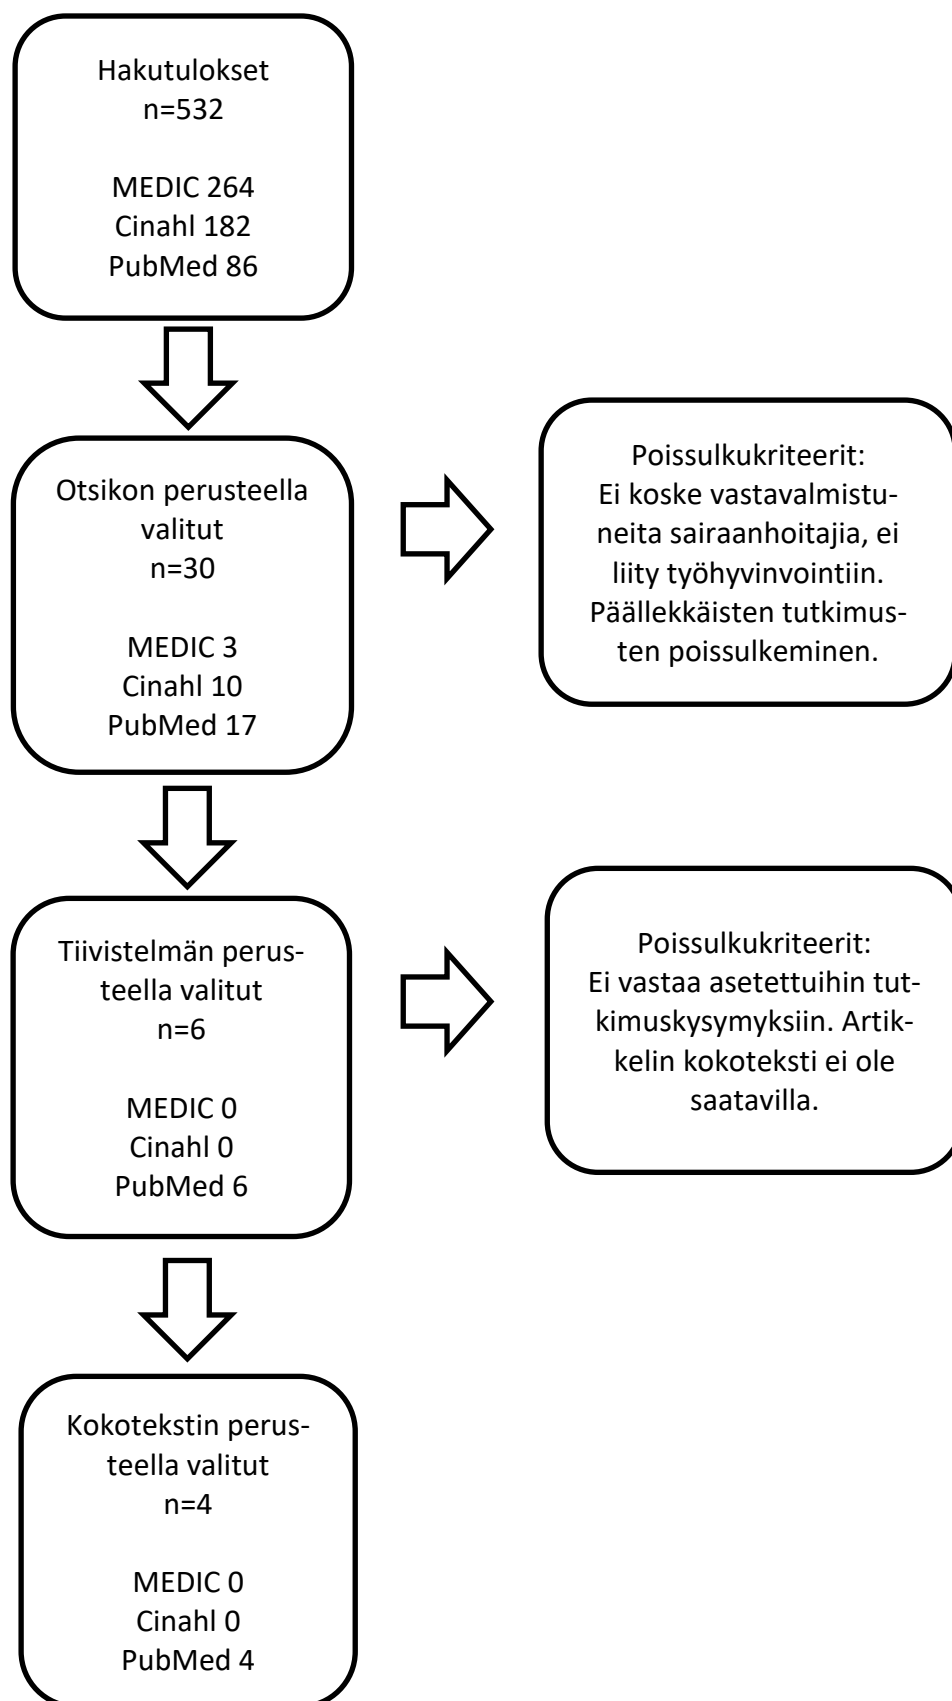 Hakutulokset
n=532
MEDIC 264
Cinahl 182
PubMed 86
Otsikon perusteella
valitut
n=30
MEDIC 3
Cinahl 10
PubMed 17
Poissulkukriteerit:
Ei koske vastavalmistu-
neita sairaanhoitajia, ei
liity työhyvinvointiin.
Päällekkäisten tutkimus-
ten poissulkeminen.
Tiivistelmän perus-
teella valitut
n=6
MEDIC 0
Cinahl 0
PubMed 6
Poissulkukriteerit:
Ei vastaa asetettuihin tut-
kimuskysymyksiin. Artik-
kelin kokoteksti ei ole
saatavilla.
Kokotekstin perus-
teella valitut
n=4
MEDIC 0
Cinahl 0
PubMed 4